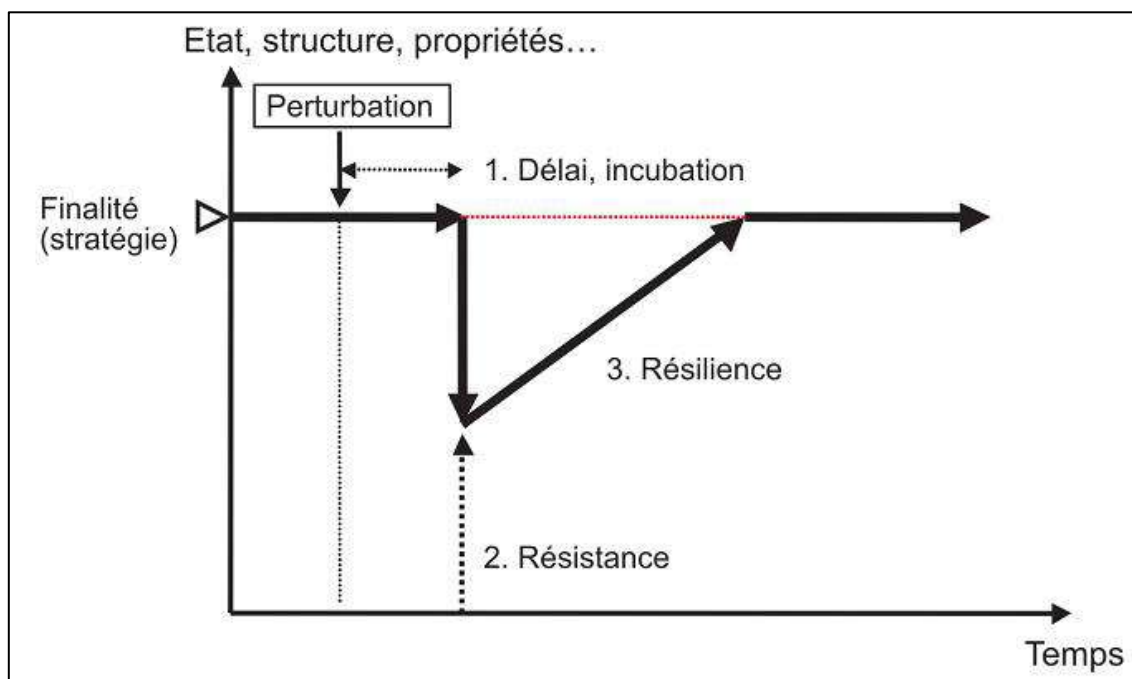 Etat, structure, propriétés…
Perturbation
1. Délai, incubation
Finalité
(stratégie)
3. Résilience
2. Résistance
Temps